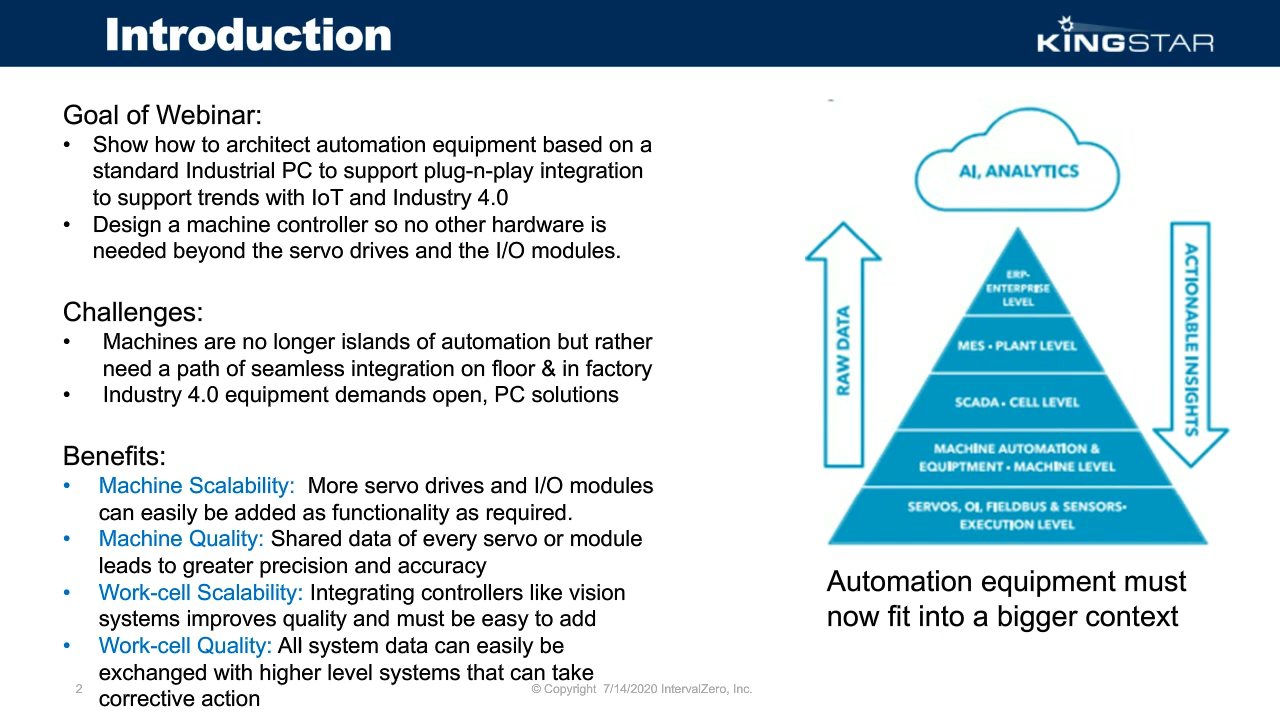 Introduction
KINGSTAR
Goal of Webinar:
• Show how to architect automation equipment based on a
standard Industrial PC to support plug-n-play integration
to support trends with IoT and Industry 4.0
• Design a machine controller so no other hardware is
needed beyond the servo drives and the I/O modules.
Challenges:
• Machines are no longer islands of automation but rather
need a path of seamless integration on floor & in factory
• Industry 4.0 equipment demands open, PC solutions
Benefits:
• Machine Scalability: More servo drives and I/O modules
can easily be added as functionality as required.
• Machine Quality: Shared data of every servo or module
leads to greater precision and accuracy
• Work-cell Scalability: Integrating controllers like vision
systems improves quality and must be easy to add
• Work-cell Quality: All system data can easily be
exchanged with higher level systems that can take
corrective action
AI, ANALYTICS
RAW DATA
ERP-
ENTERPRISE
LEVEL
MES • PLANT LEVEL
SCADA • CELL LEVEL
MACHINE AUTOMATION &
EQUIPTMENT • MACHINE LEVEL
SERVOS, OI, FIELDBUS & SENSORS•
EXECUTION LEVEL
ACTIONABLE INSIGHTS
Automation equipment must
now fit into a bigger context
2
© Copyright 7/14/2020 IntervalZero, Inc.